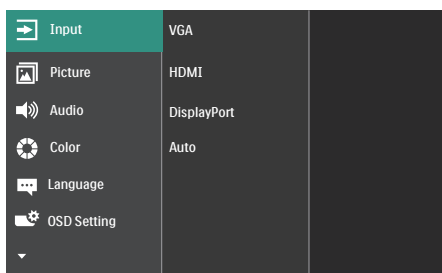 Input
Picture
Audio
Color
Language
OSD Setting
VGA
HDMI
DisplayPort
Auto